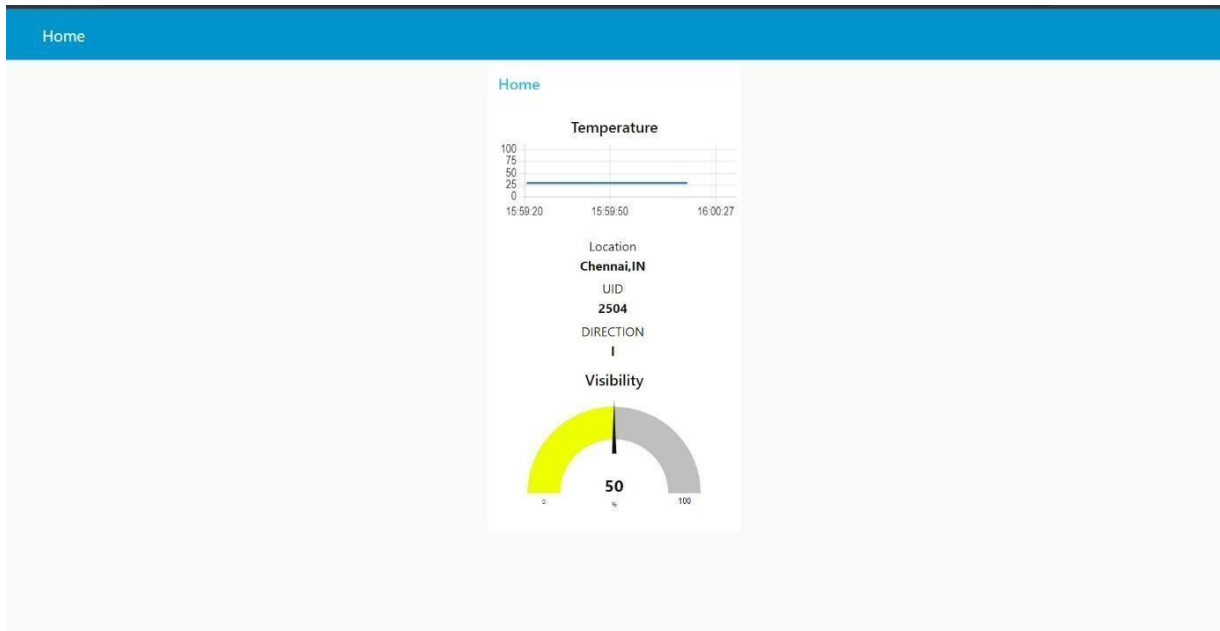 Home
Home
Temperature
100
75
50
25
0
15:59:20 15:59:50 16:00:27
Location
Chennai,IN
UID
2504
DIRECTION
l
Visibility
50
0 % 100